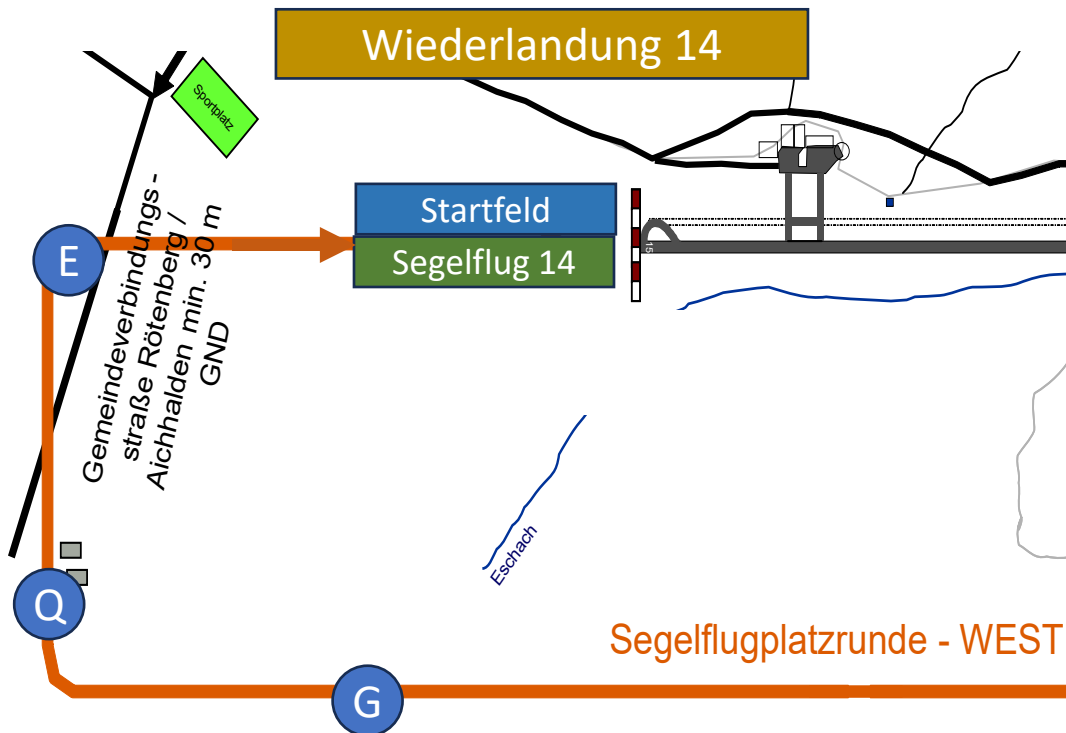 Wiederlandung 14
Sportplatz
Startfeld
Segelflug 14
E
Gemeindeverbindungs -
straße Rötenberg /
Aichhalden min. 30 m
GND
15
Eschach
Q
Segelflugplatzrunde - WEST
G